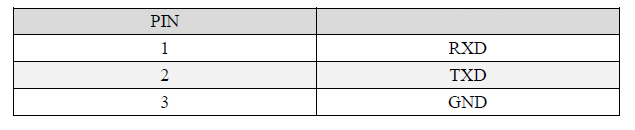 PIN
1 RXD
2 TXD
3 GND